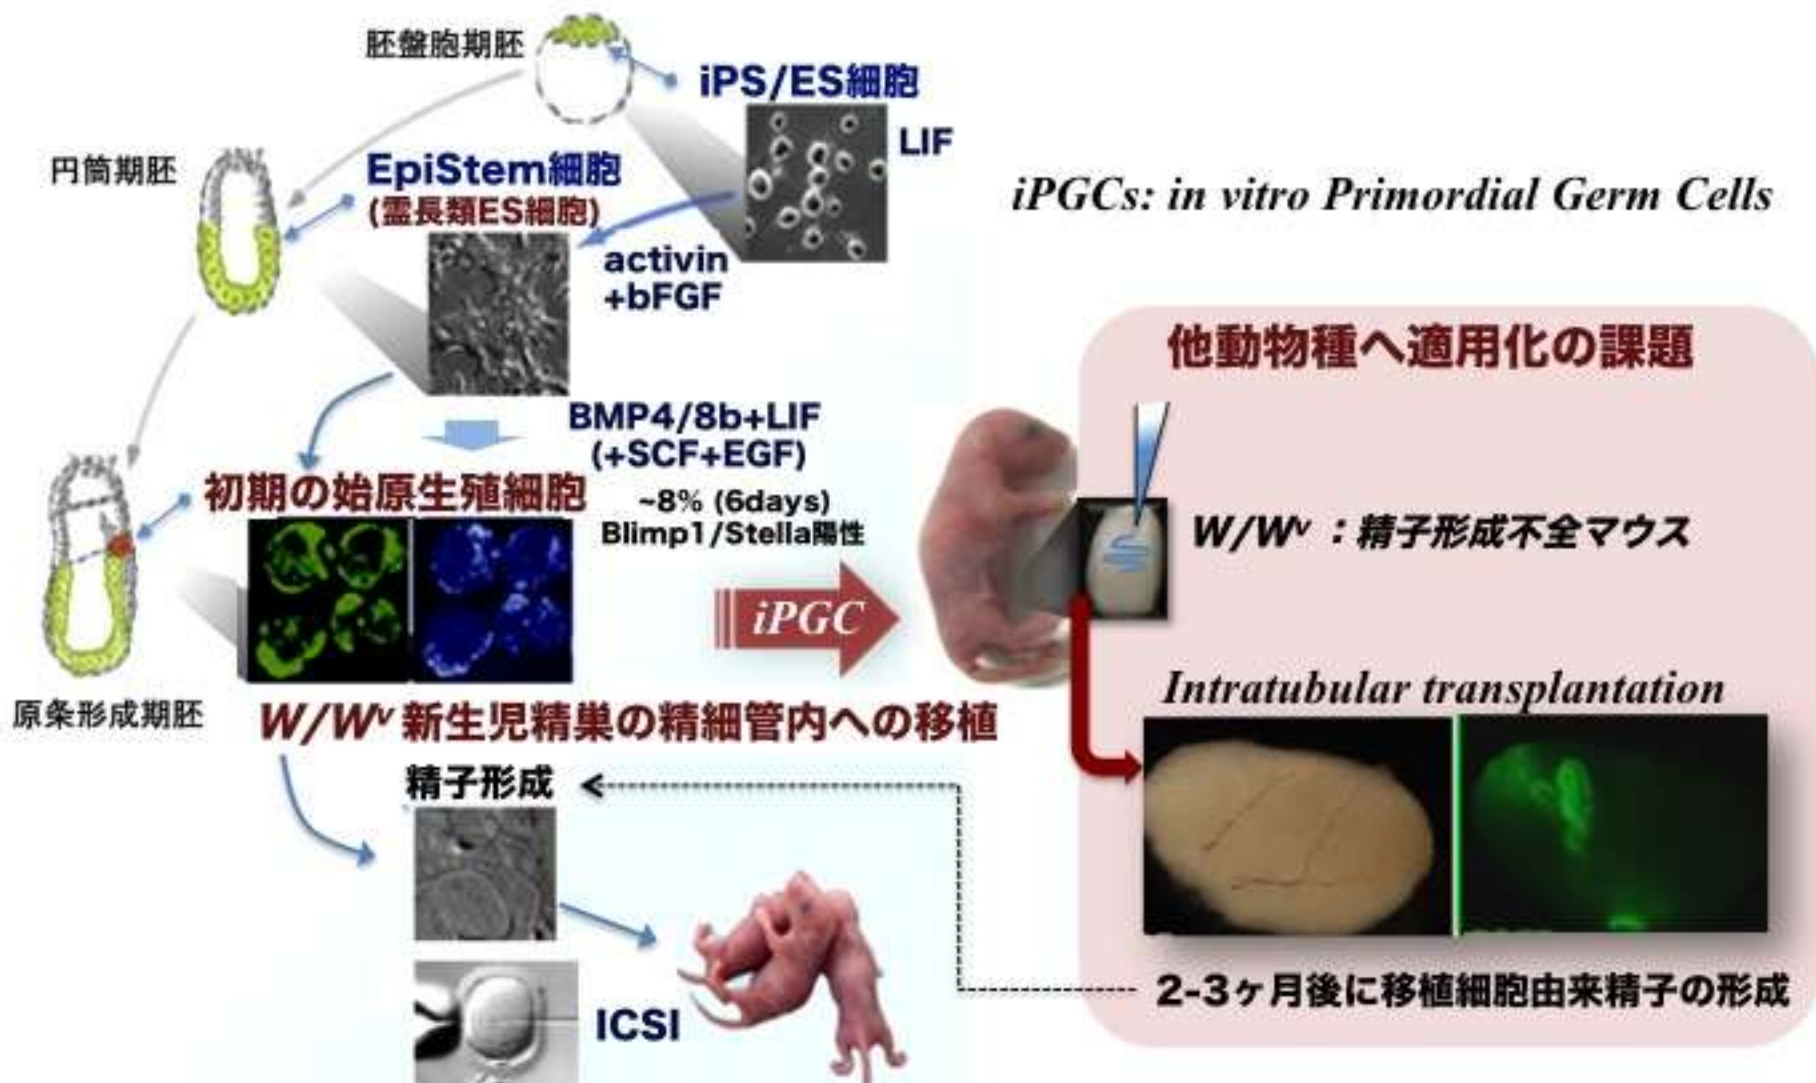 胚盤胞期胚
iPS/ES細胞
LIF
円筒期胚
EpiStem細胞
(霊長類ES細胞)
activin
+bFGF
iPGCs: in vitro Primordial Germ Cells
他動物種へ適用化の課題
BMP4/8b+LIF
(+SCF+EGF)
初期の始原生殖細胞
~8% (6days)
Blimp1/Stella陽性
W/Wᵛ：精子形成不全マウス
iPGC
原条形成期胚
W/Wᵛ 新生児精巣の精細管内への移植
Intratubular transplantation
精子形成
2-3ヶ月後に移植細胞由来精子の形成
ICSI